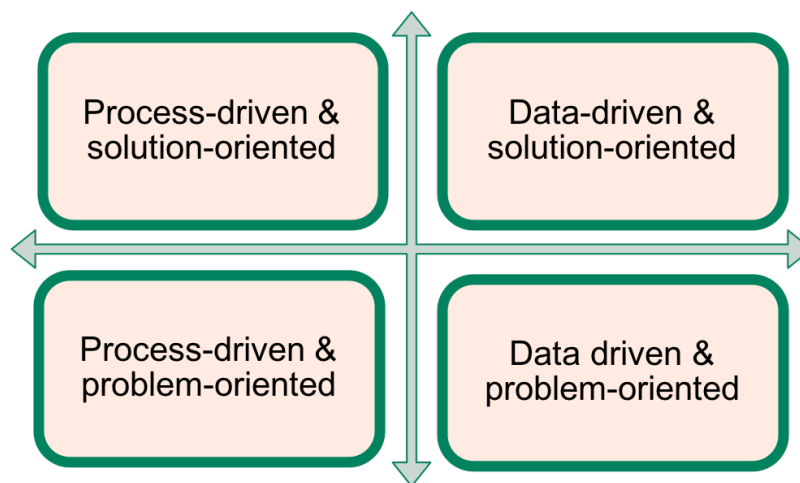 Process-driven &
solution-oriented
Data-driven &
solution-oriented
Process-driven &
problem-oriented
Data driven &
problem-oriented